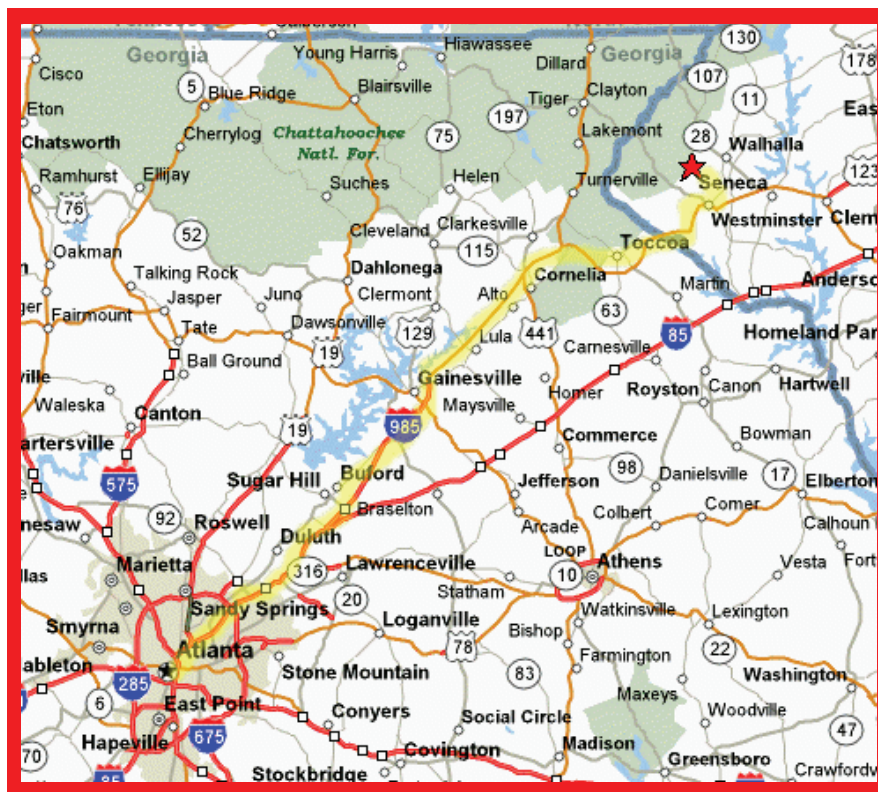 Georgia
Georgia
130
Cisco
Young Harris
Hiawassee
Dillard
178
107
5
Blue Ridge
Blairsville
Clayton
11
Eton
Tiger
197
Cherrylog
Chattahoochee
Natl. For.
75
Lakemont
28
Walhalla
Chatsworth
Ramhurst
Ellijay
Helen
Turnerville
Seneca
123
76
Suches
Westminster
52
Cleveland
Clarkesville
Toccoa
Oakman
115
Talking Rock
Dahlonega
Cornelia
Martin
Jasper
Juno
Clermont
Alto
63
Fairmount
Tate
Dawsonville
129
Lula
441
85
Homeland Par
19
Carnesville
Ball Ground
Gainesville
Homer
Royston
Canon
Hartwell
Waleska
Canton
Maysville
985
19
Commerce
Bowman
575
Sugar Hill
Buford
98
Danielsville
17
Jefferson
Elberton
92
Roswell
Braselton
Colbert
Comer
Duluth
Arcade
Calhoun
Marietta
LOOP
316
Lawrenceville
10
Athens
Vesta
Fort
20
Statham
Sandy Springs
Watkinsville
Lexington
Smyrna
Loganville
Bishop
Atlanta
78
22
285
Stone Mountain
83
Farmington
Washington
6
East Point
Maxeys
Conyers
Social Circle
Woodville
Hapeville
675
47
70
Covington
Madison
Stockbridge
Greensboro
Crawfordv
85